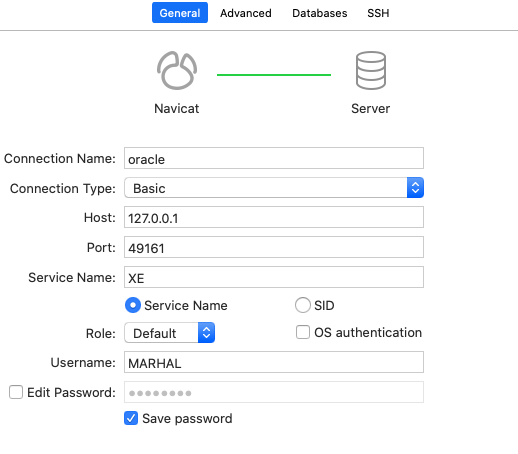 General Advanced Databases SSH
Navicat Server
Connection Name: oracle
Connection Type: Basic
Host: 127.0.0.1
Port: 49161
Service Name: XE
Service Name SID
Role: Default OS authentication
Username: MARHAL
Edit Password: ●●●●●●●●
Save password